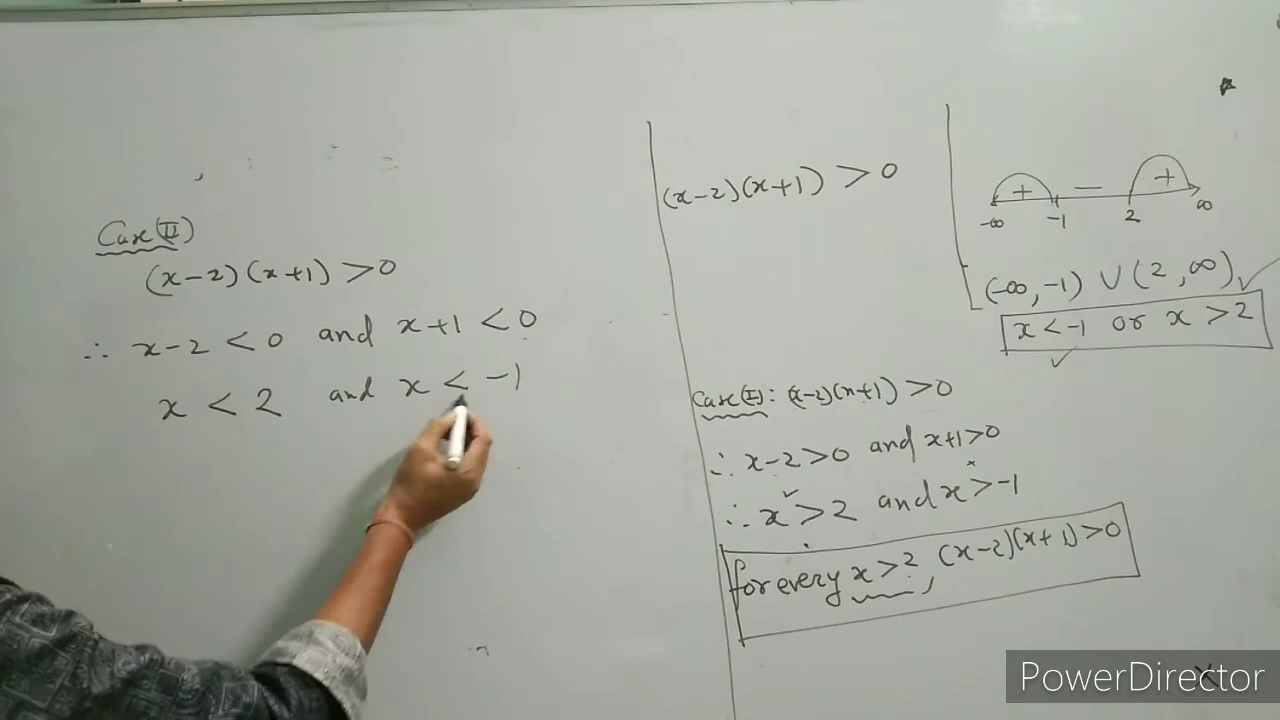 Case (II)
(x-2)(x+1) >0
∴ x-2 < 0 and x+1 < 0
x < 2 and x < -1
(x-2)(x+1) > 0
+ — +
-∞ -1 2 ∞
(-∞, -1) ∪ (2, ∞)
x < -1 or x > 2
Case (I): (x-2)(x+1) > 0
∴ x-2 >0 and x+1>0
∴ x > 2 and x > -1
for every x > 2, (x-2)(x+1) >0
PowerDirector